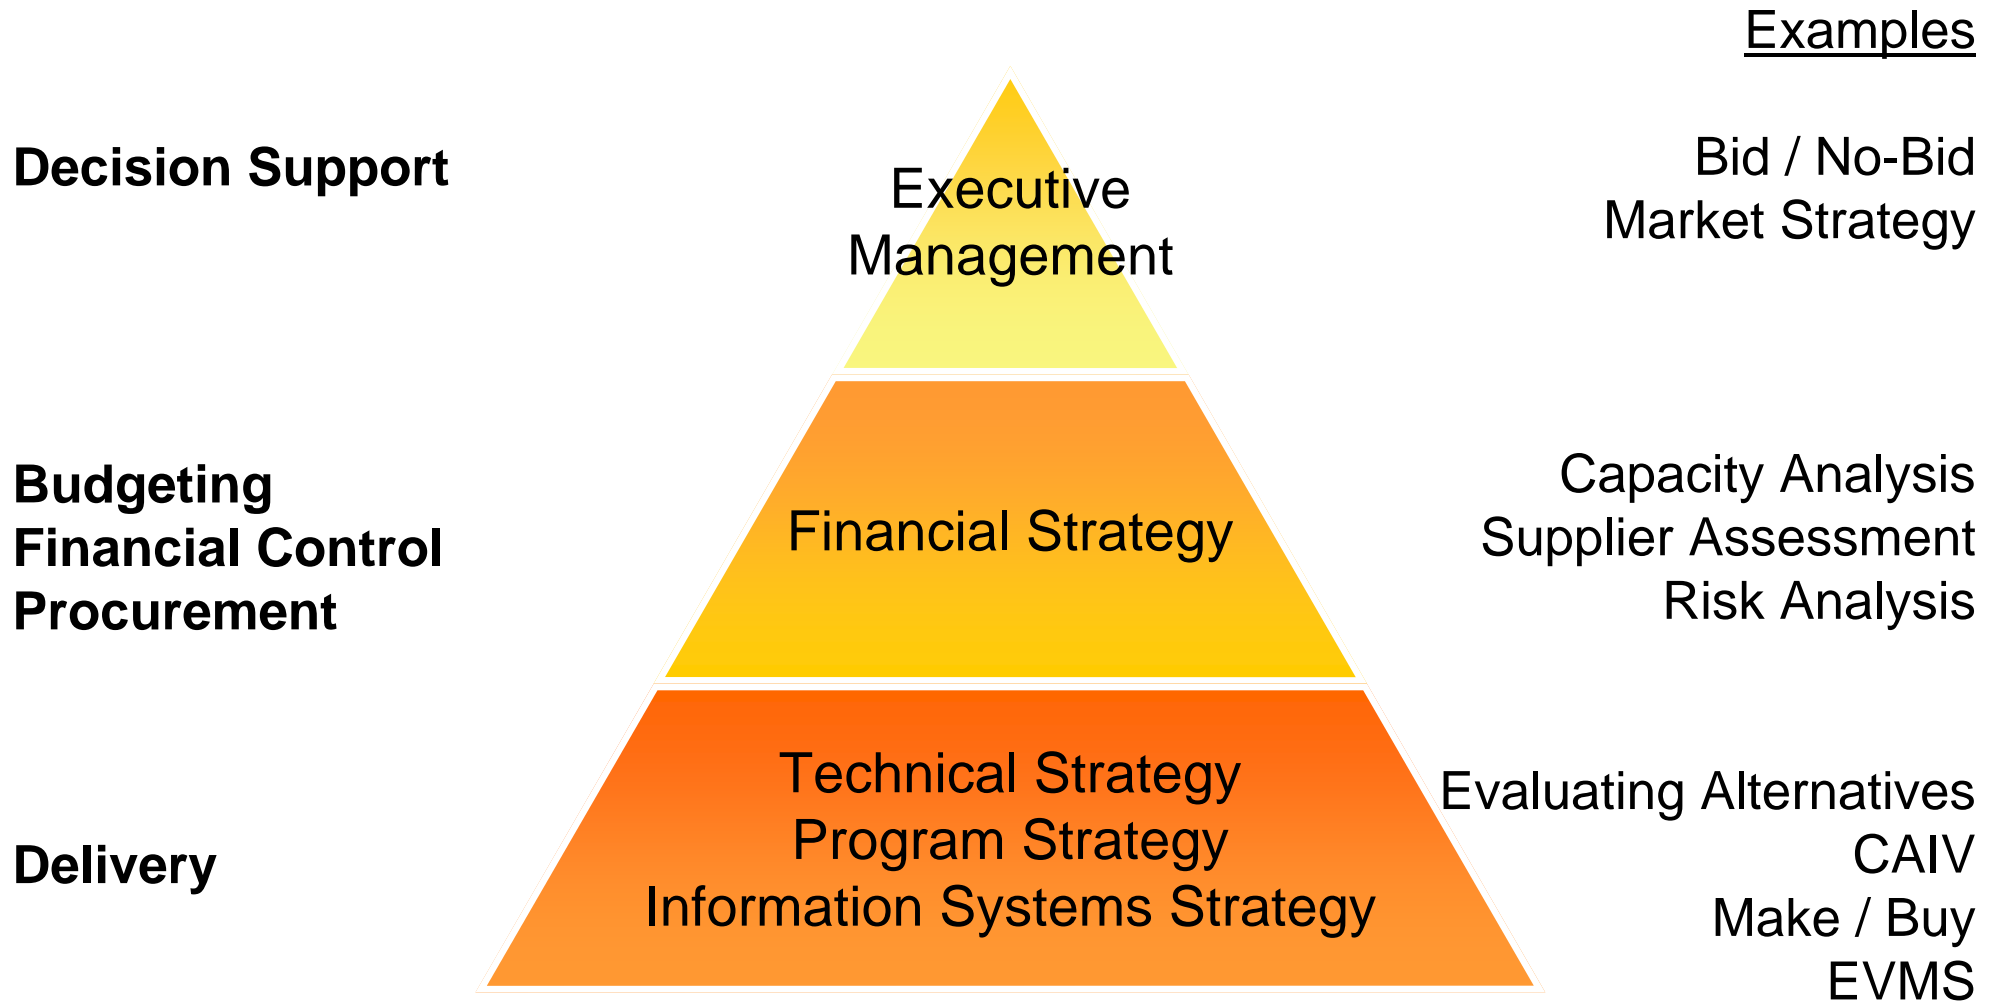 Examples
Decision Support
Executive
Management
Bid / No-Bid
Market Strategy
Budgeting
Financial Control
Procurement
Financial Strategy
Capacity Analysis
Supplier Assessment
Risk Analysis
Delivery
Technical Strategy
Program Strategy
Information Systems Strategy
Evaluating Alternatives
CAIV
Make / Buy
EVMS